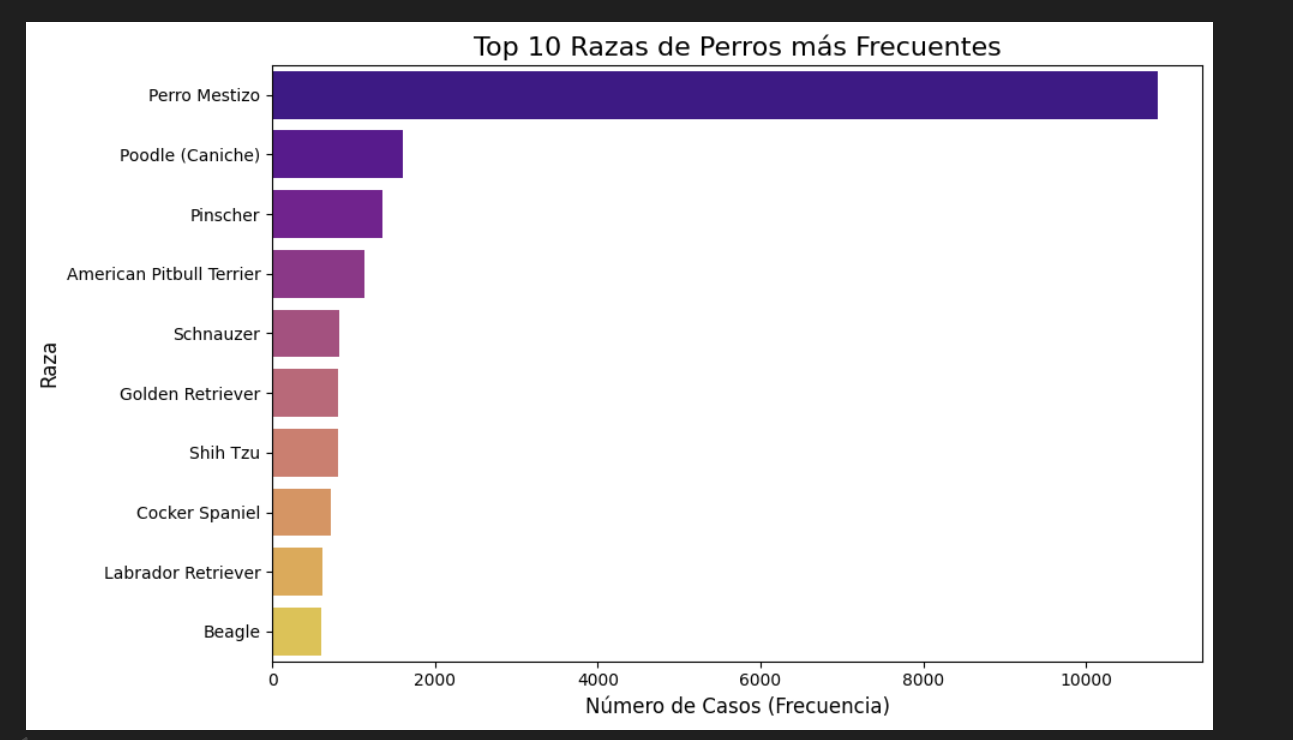 Top 10 Razas de Perros más Frecuentes
Perro Mestizo
Poodle (Caniche)
Pinscher
American Pitbull Terrier
Schnauzer
Golden Retriever
Shih Tzu
Cocker Spaniel
Labrador Retriever
Beagle
Raza
0 2000 4000 6000 8000 10000
Número de Casos (Frecuencia)